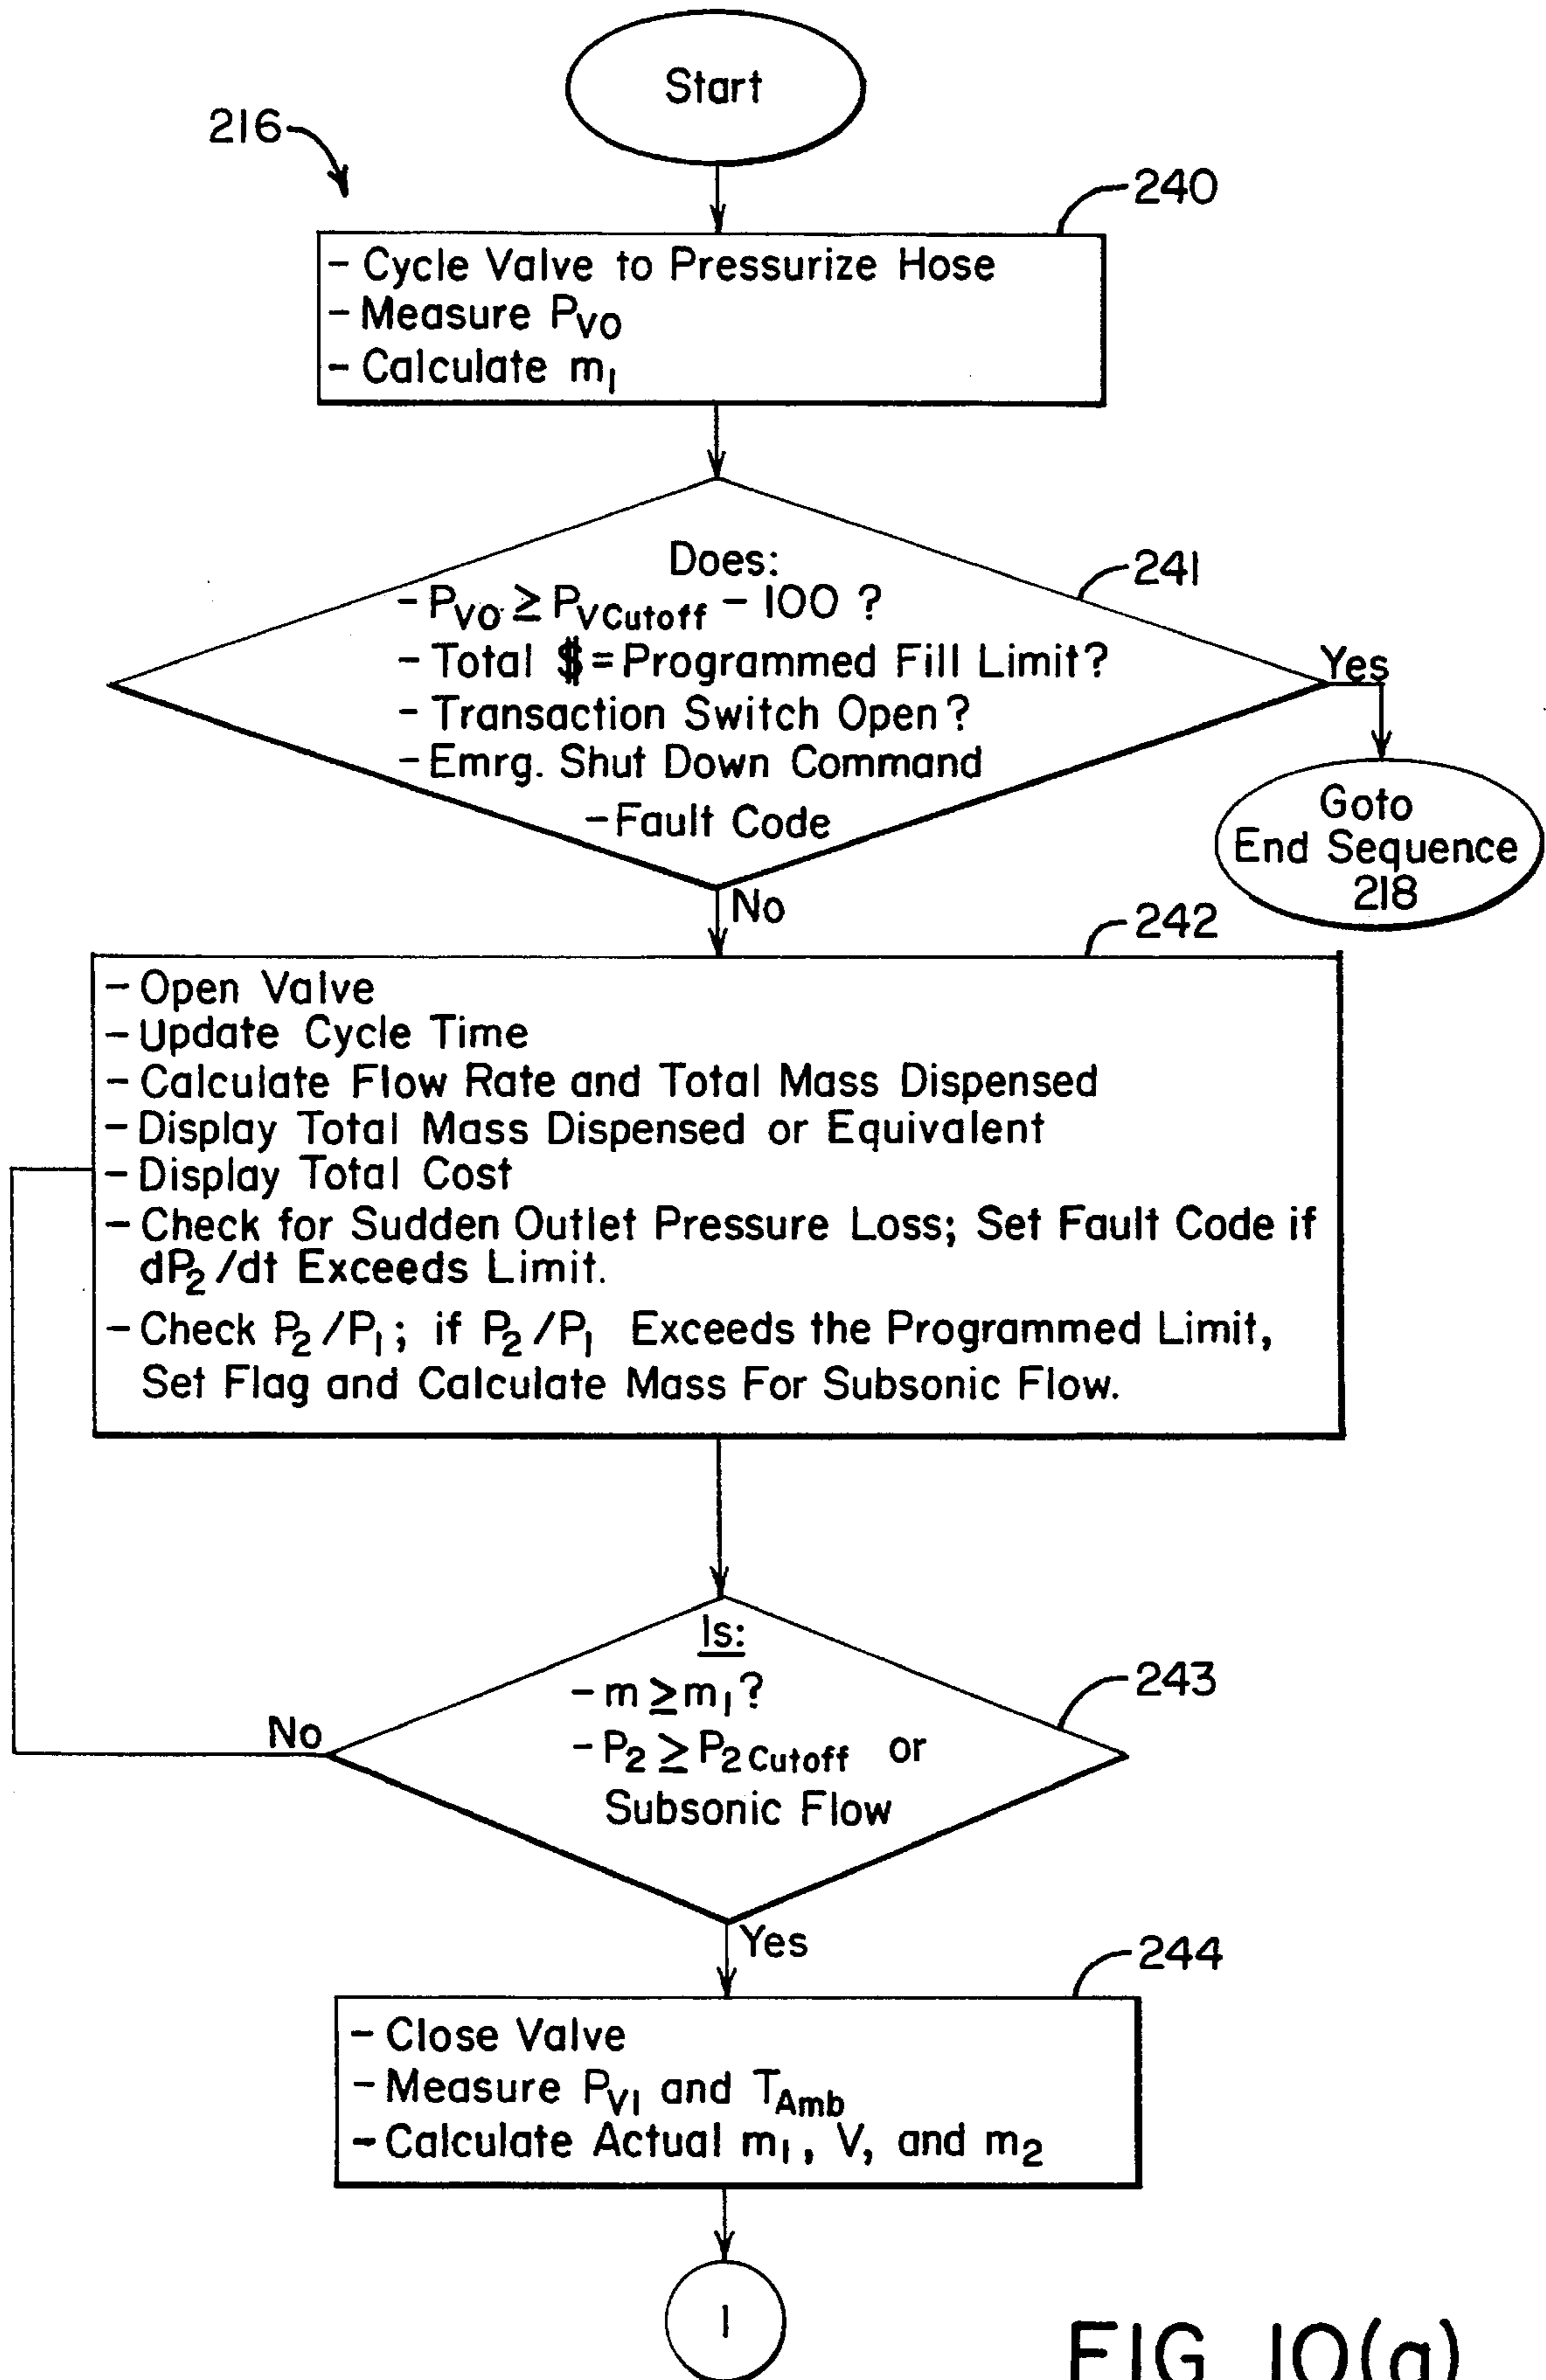 Start
216
240
- Cycle Valve to Pressurize Hose
- Measure PVO
- Calculate m1
241
Does:
- PVO ≥ PVCutoff - 100 ?
- Total $ = Programmed Fill Limit?
- Transaction Switch Open?
- Emrg. Shut Down Command
- Fault Code
Yes
Goto
End Sequence
218
No
242
- Open Valve
- Update Cycle Time
- Calculate Flow Rate and Total Mass Dispensed
- Display Total Mass Dispensed or Equivalent
- Display Total Cost
- Check for Sudden Outlet Pressure Loss; Set Fault Code if
dP2/dt Exceeds Limit.
- Check P2/P1; if P2/P1 Exceeds the Programmed Limit,
Set Flag and Calculate Mass For Subsonic Flow.
Is:
- m ≥ m1?
- P2 ≥ P2Cutoff or
Subsonic Flow
243
No
Yes
244
- Close Valve
- Measure PV1 and TAmb
- Calculate Actual m1, V, and m2
1
FIG. 10(a)